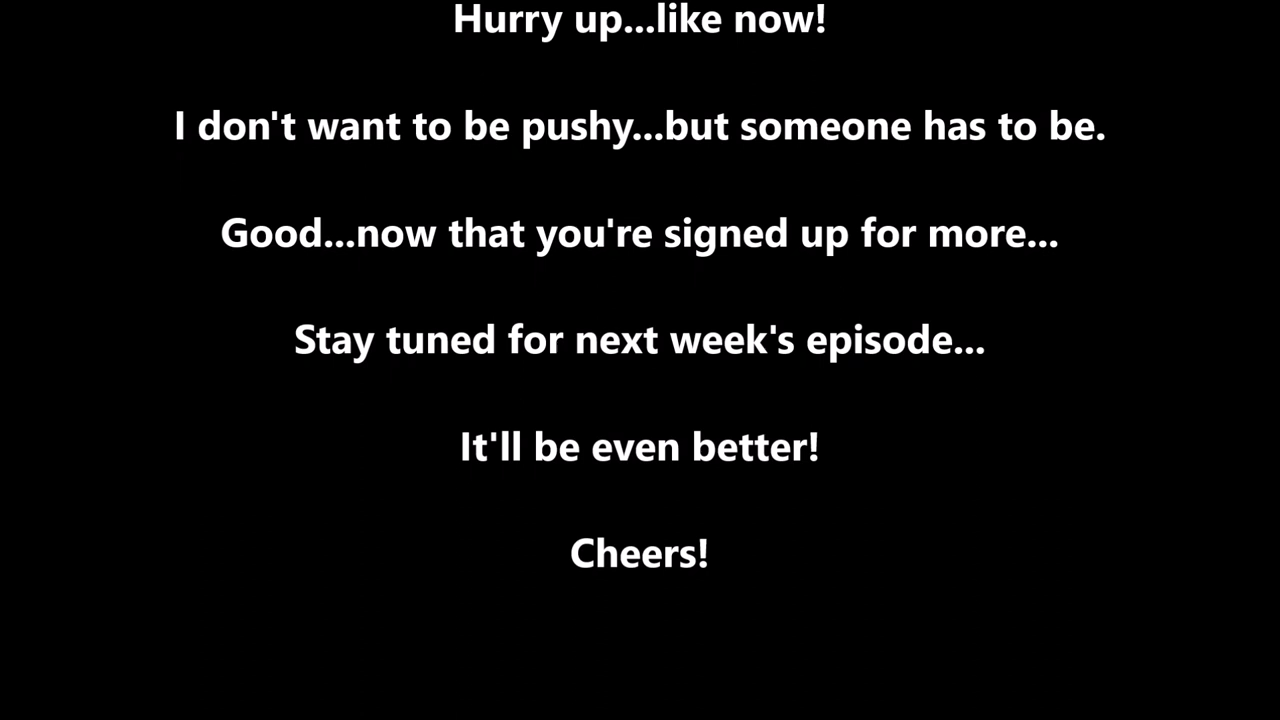 Hurry up...like now!
I don't want to be pushy...but someone has to be.
Good...now that you're signed up for more...
Stay tuned for next week's episode...
It'll be even better!
Cheers!